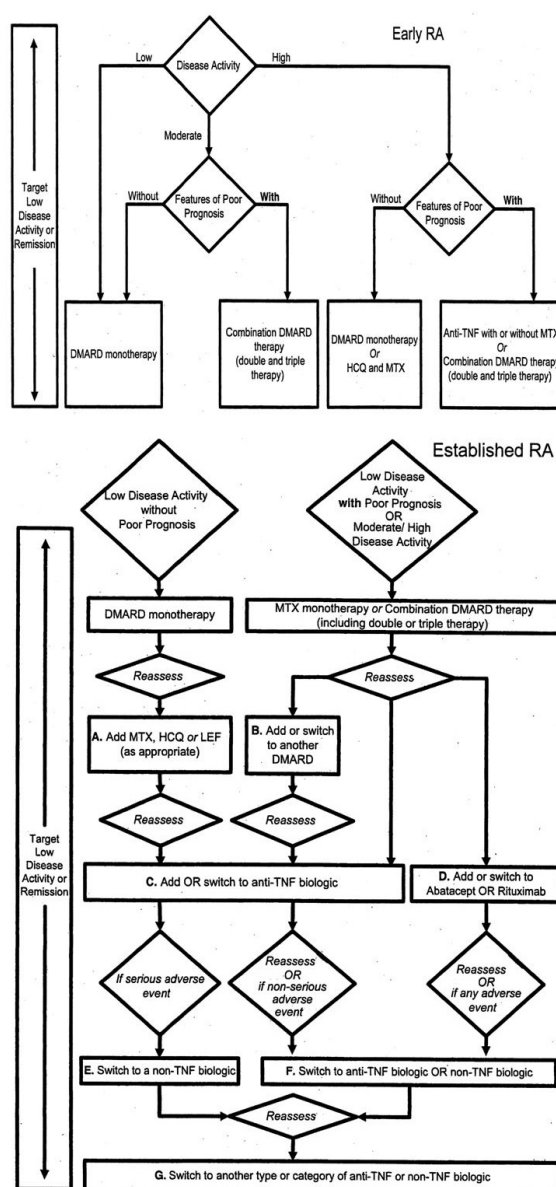 Early RA
Low
Disease Activity
High
Moderate
Target
Low
Disease
Activity or
Remission
Without
Features of Poor
Prognosis
With
Without
Features of Poor
Prognosis
With
DMARD monotherapy
Combination DMARD
therapy
(double and triple
therapy)
DMARD monotherapy
Or
HCQ and MTX
Anti-TNF with or without MTX
Or
Combination DMARD therapy
(double and triple therapy)
Established RA
Low Disease Activity
without
Poor Prognosis
Low Disease
Activity
with Poor Prognosis
OR
Moderate/ High
Disease Activity
DMARD monotherapy
MTX monotherapy or Combination DMARD therapy
(including double or triple therapy)
Reassess
Reassess
A. Add MTX, HCQ or LEF
(as appropriate)
B. Add or switch
to another
DMARD
Reassess
Reassess
Target
Low
Disease
Activity or
Remission
C. Add OR switch to anti-TNF biologic
D. Add or switch to
Abatacept OR Rituximab
If serious adverse
event
Reassess
OR
if non-serious
adverse
event
Reassess
OR
if any adverse
event
E. Switch to a non-TNF biologic
F. Switch to anti-TNF biologic OR non-TNF biologic
Reassess
G. Switch to another type or category of anti-TNF or non-TNF biologic